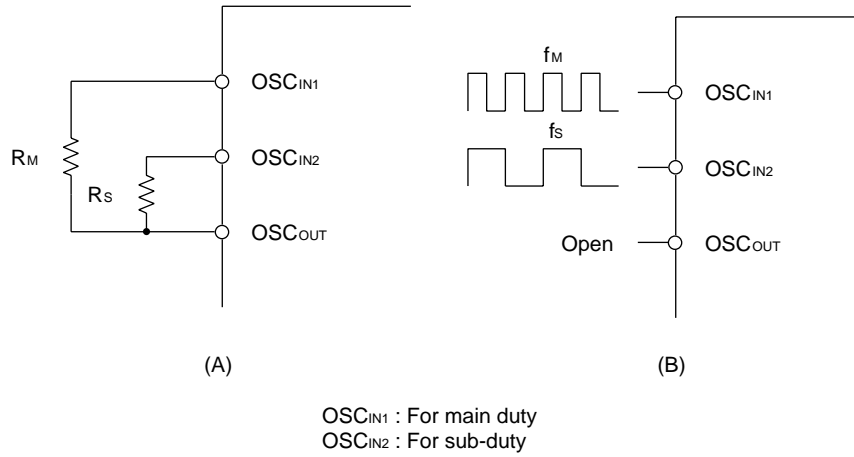 OSCIN1
RM
OSCIN2
RS
OSCOUT
(A)
fM
OSCIN1
fS
OSCIN2
Open
OSCOUT
(B)
OSCIN1 : For main duty
OSCIN2 : For sub-duty